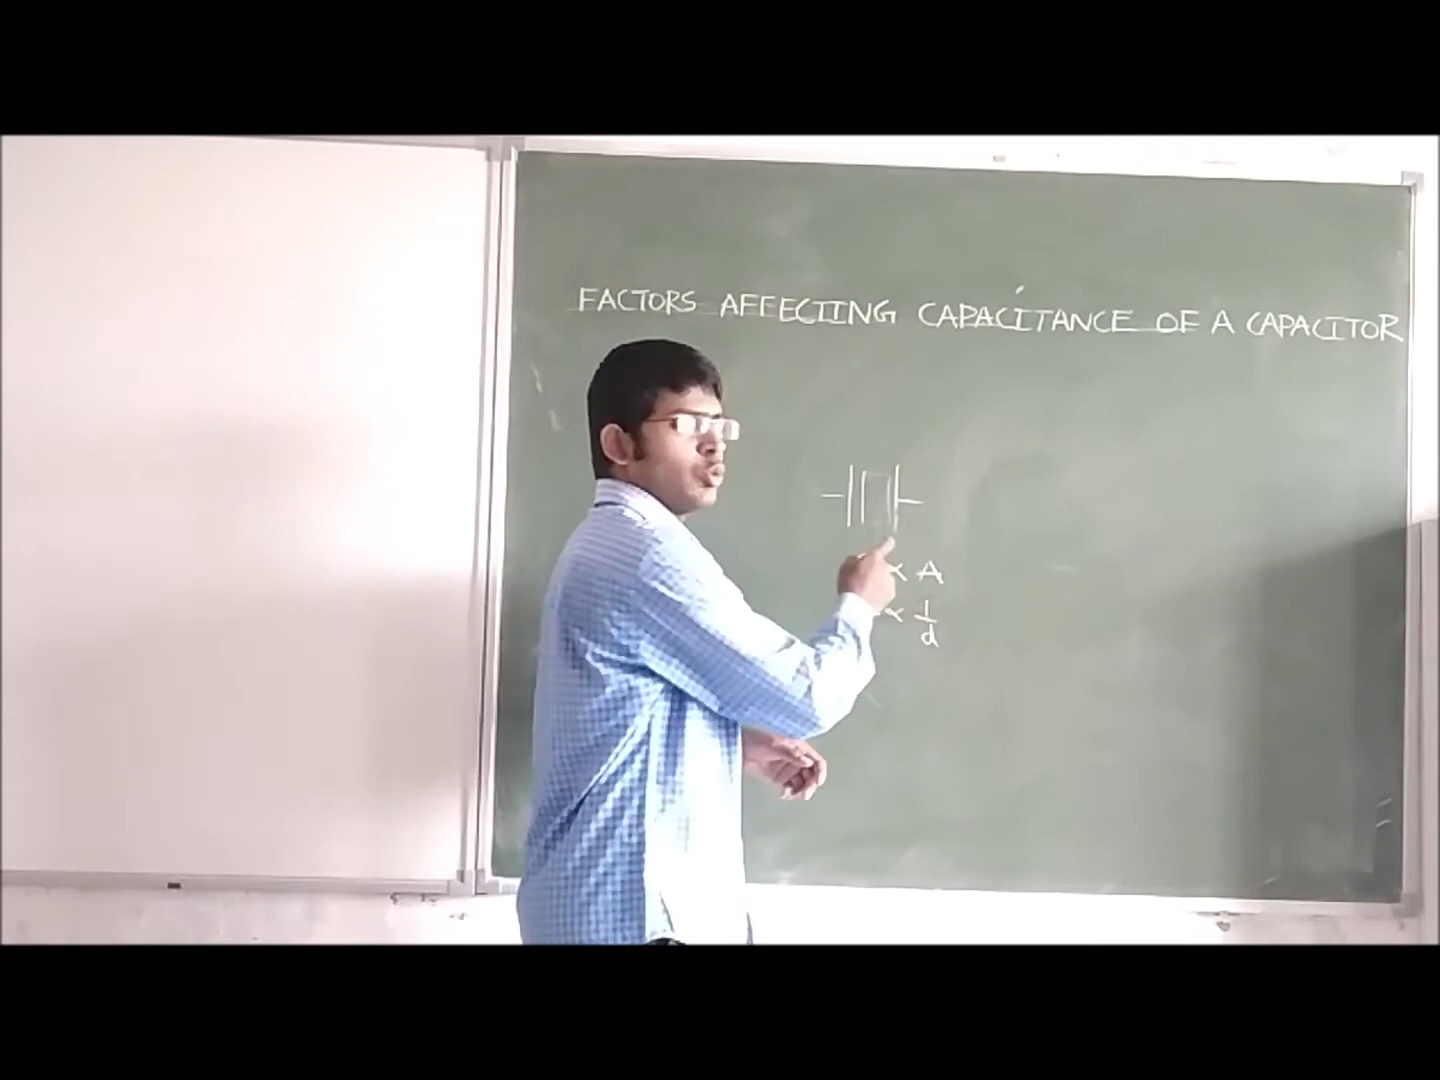 FACTORS AFFECTING CAPACITANCE OF A CAPACITOR
∝ A
∝ 1/d